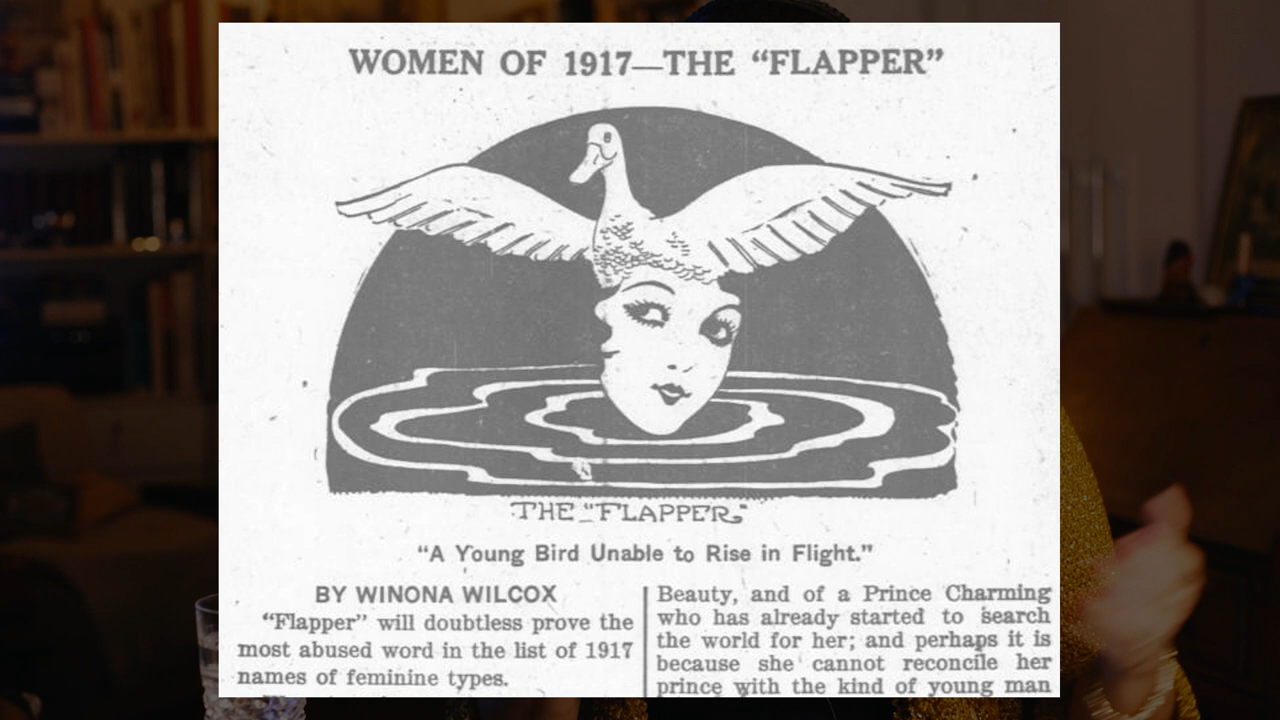 WOMEN OF 1917—THE “FLAPPER”
THE “FLAPPER”
“A Young Bird Unable to Rise in Flight.”
BY WINONA WILCOX
“Flapper” will doubtless prove the
most abused word in the list of 1917
names of feminine types.
Beauty, and of a Prince Charming
who has already started to search
the world for her; and perhaps it is
because she cannot reconcile her
prince with the kind of young man